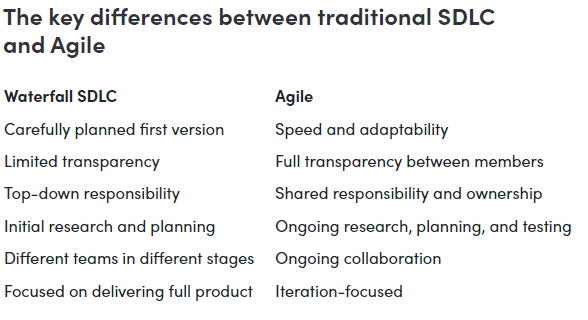 The key differences between traditional SDLC
and Agile
Waterfall SDLC Agile
Carefully planned first version Speed and adaptability
Limited transparency Full transparency between members
Top-down responsibility Shared responsibility and ownership
Initial research and planning Ongoing research, planning, and testing
Different teams in different stages Ongoing collaboration
Focused on delivering full product Iteration-focused